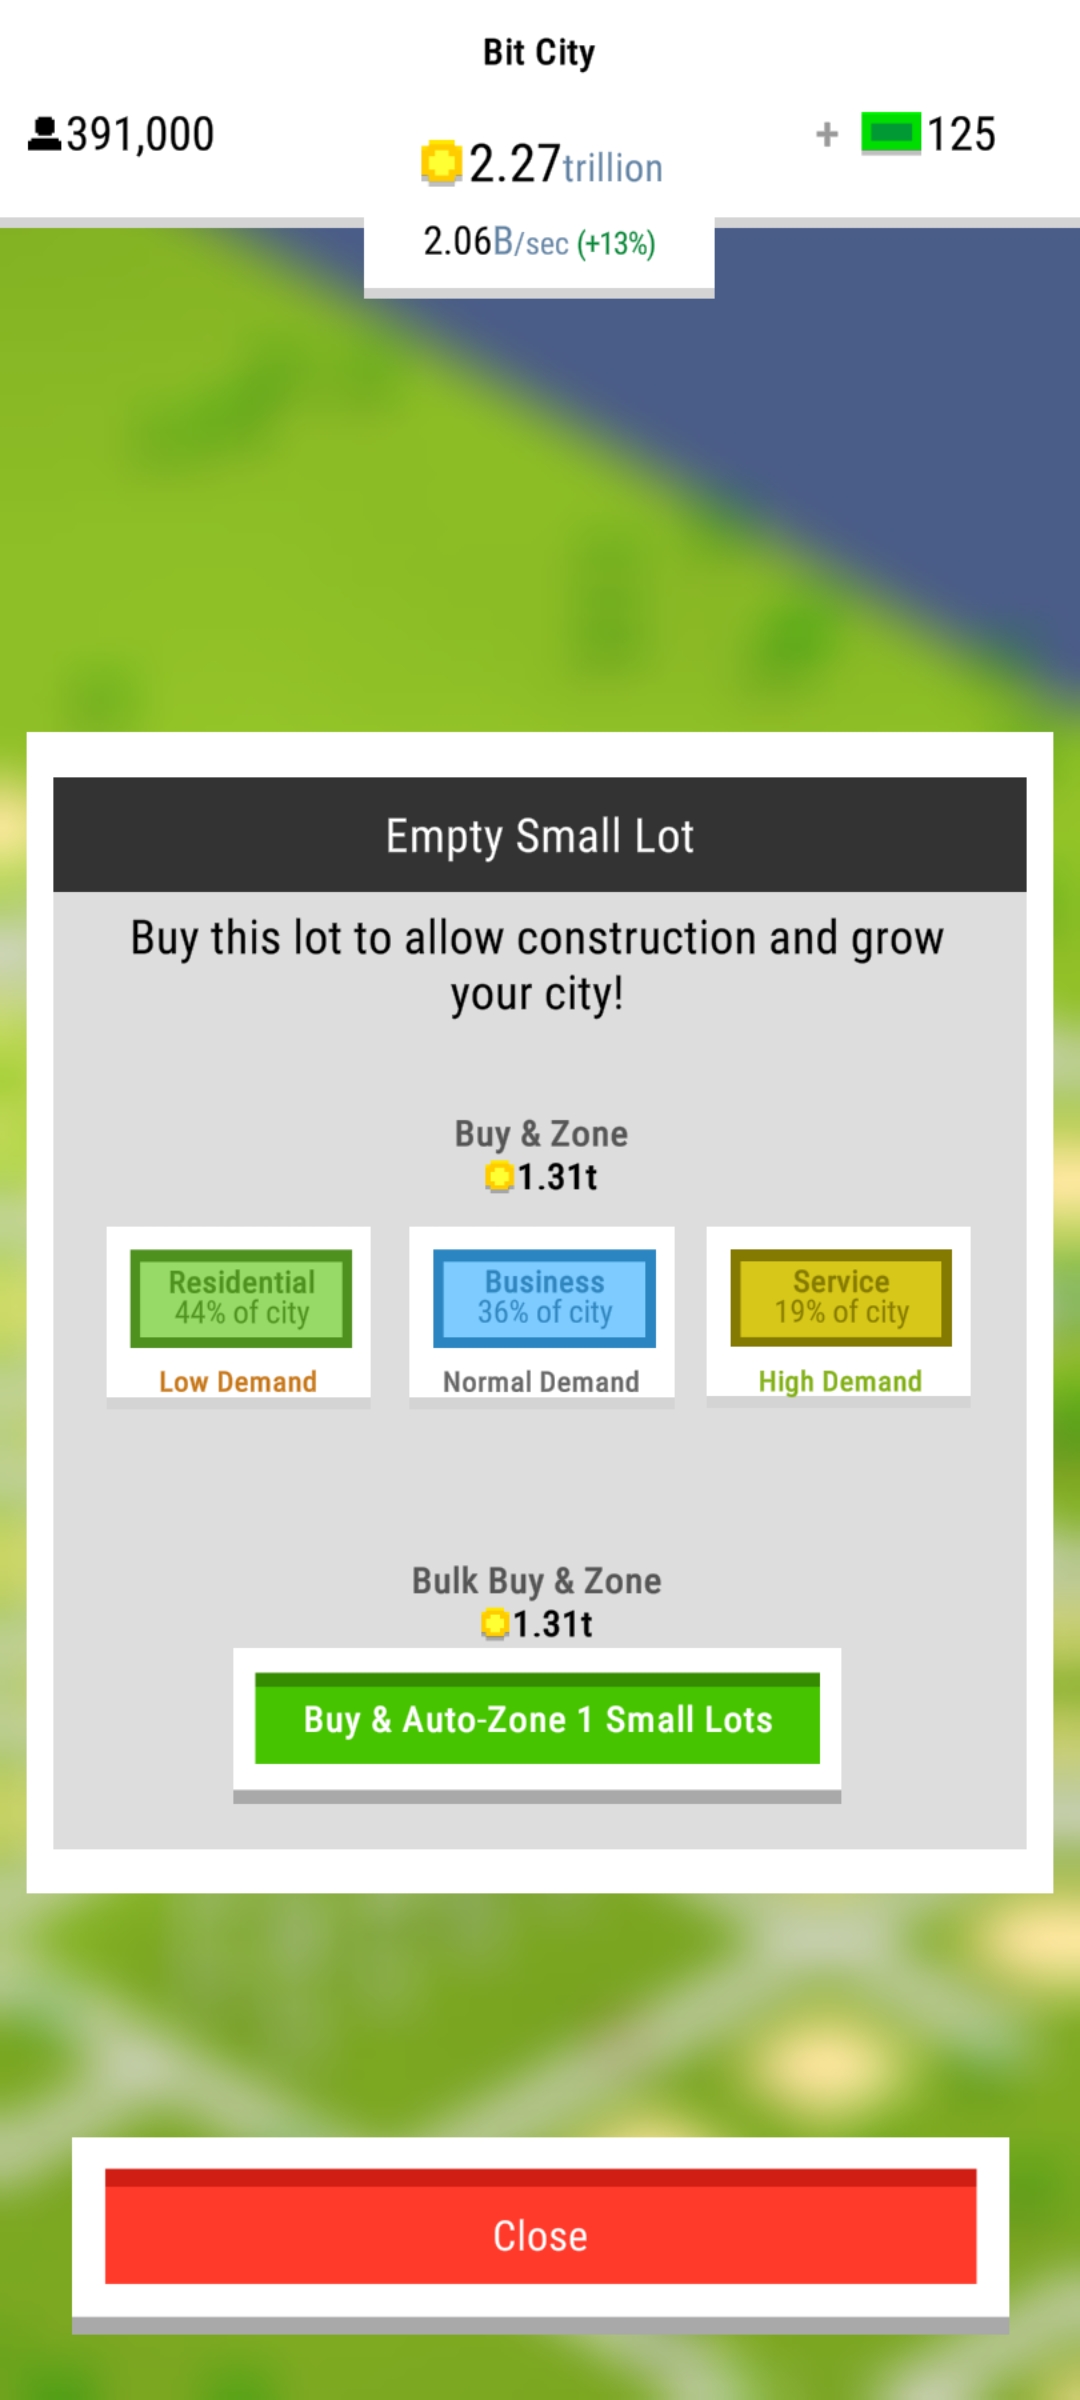 Bit City
391,000
2.27trillion
+ 125
2.06B/sec (+13%)
Empty Small Lot
Buy this lot to allow construction and grow
your city!
Buy & Zone
1.31t
Residential
44% of city
Low Demand
Business
36% of city
Normal Demand
Service
19% of city
High Demand
Bulk Buy & Zone
1.31t
Buy & Auto-Zone 1 Small Lots
Close